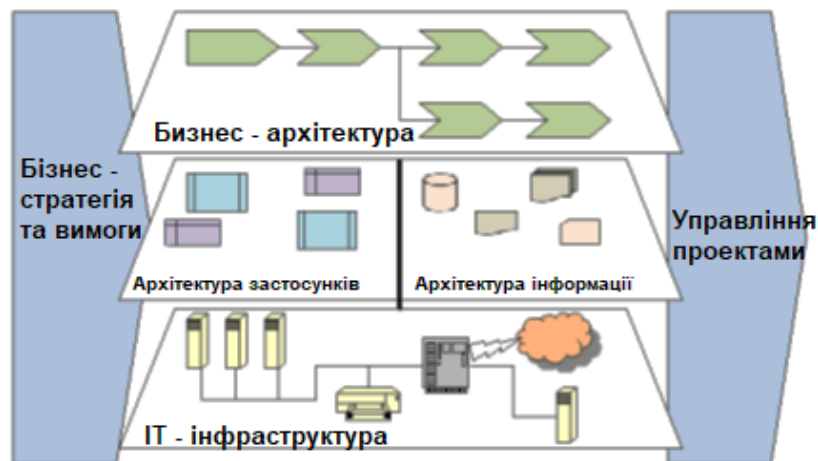 Бизнес - архітектура
Бізнес -
стратегія
та вимоги
Управління
проектами
Архітектура застосунків
Архітектура інформації
ІТ - інфраструктура